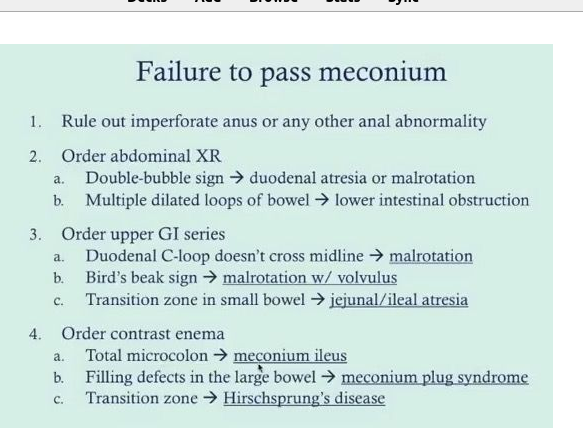 Decks Add Browse Stats Sync
Failure to pass meconium
1. Rule out imperforate anus or any other anal abnormality
2. Order abdominal XR
a. Double-bubble sign → duodenal atresia or malrotation
b. Multiple dilated loops of bowel → lower intestinal obstruction
3. Order upper GI series
a. Duodenal C-loop doesn't cross midline → malrotation
b. Bird's beak sign → malrotation w/ volvulus
c. Transition zone in small bowel → jejunal/ileal atresia
4. Order contrast enema
a. Total microcolon → meconium ileus
b. Filling defects in the large bowel → meconium plug syndrome
c. Transition zone → Hirschsprung's disease